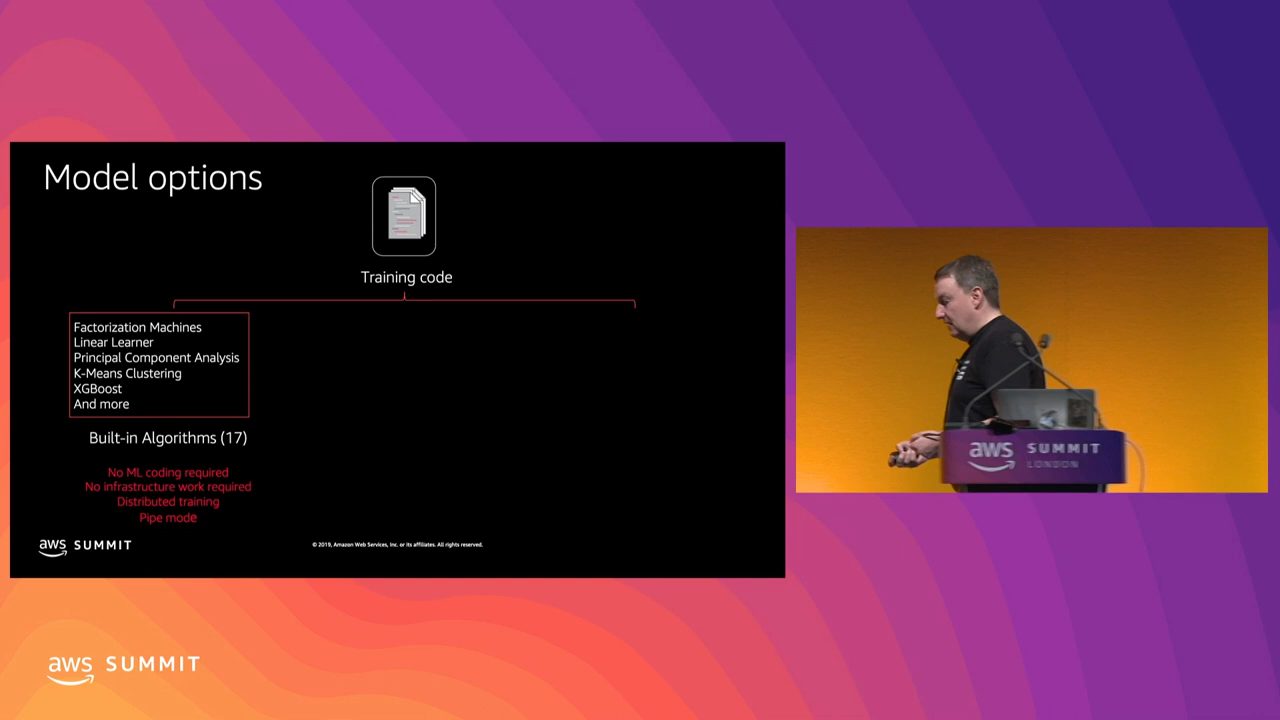 Model options
Training code
Factorization Machines
Linear Learner
Principal Component Analysis
K-Means Clustering
XGBoost
And more
Built-in Algorithms (17)
No ML coding required
No infrastructure work required
Distributed training
Pipe mode
aws SUMMIT
© 2019, Amazon Web Services, Inc. or its affiliates. All rights reserved.
aws SUMMIT
LONDON
aws SUMMIT